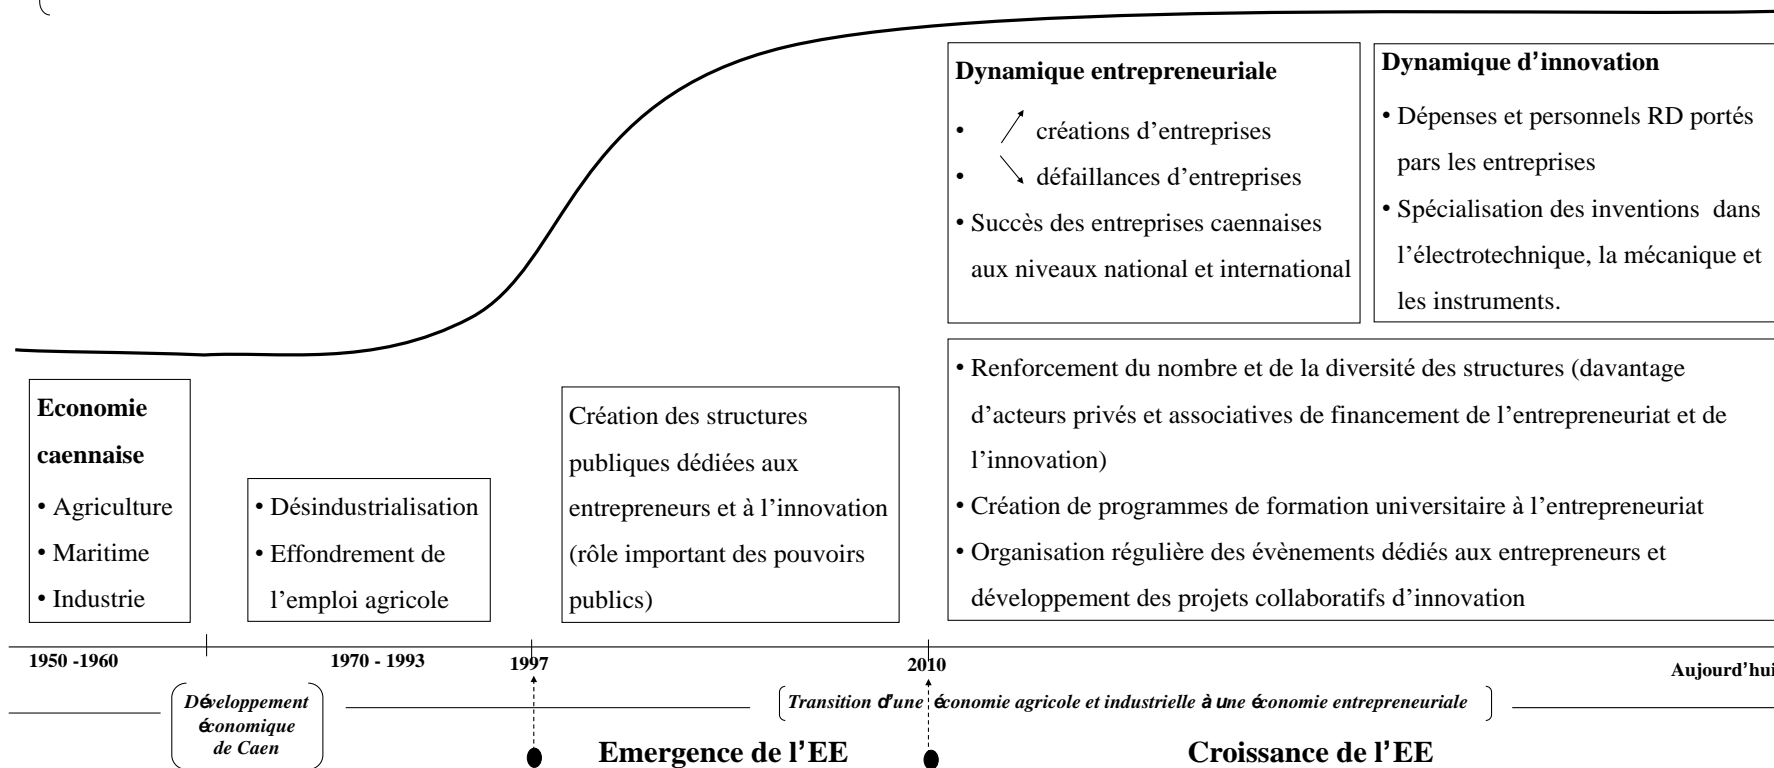 Dynamique entrepreneuriale
• créations d’entreprises
• défaillances d’entreprises
• Succès des entreprises caennaises
aux niveaux national et international
Dynamique d’innovation
• Dépenses et personnels RD portés
pars les entreprises
• Spécialisation des inventions dans
l’électrotechnique, la mécanique et
les instruments.
Economie
caennaise
• Agriculture
• Maritime
• Industrie
• Désindustrialisation
• Effondrement de
l’emploi agricole
Création des structures
publiques dédiées aux
entrepreneurs et à l’innovation
(rôle important des pouvoirs
publics)
• Renforcement du nombre et de la diversité des structures (davantage
d’acteurs privés et associatives de financement de l’entrepreneuriat et de
l’innovation)
• Création de programmes de formation universitaire à l’entrepreneuriat
• Organisation régulière des évènements dédiés aux entrepreneurs et
développement des projets collaboratifs d’innovation
1950 -1960
1970 - 1993
1997
2010
Aujourd’hui
Développement
économique
de Caen
Transition d’une économie agricole et industrielle à une économie entrepreneuriale
Emergence de l’EE
Croissance de l’EE